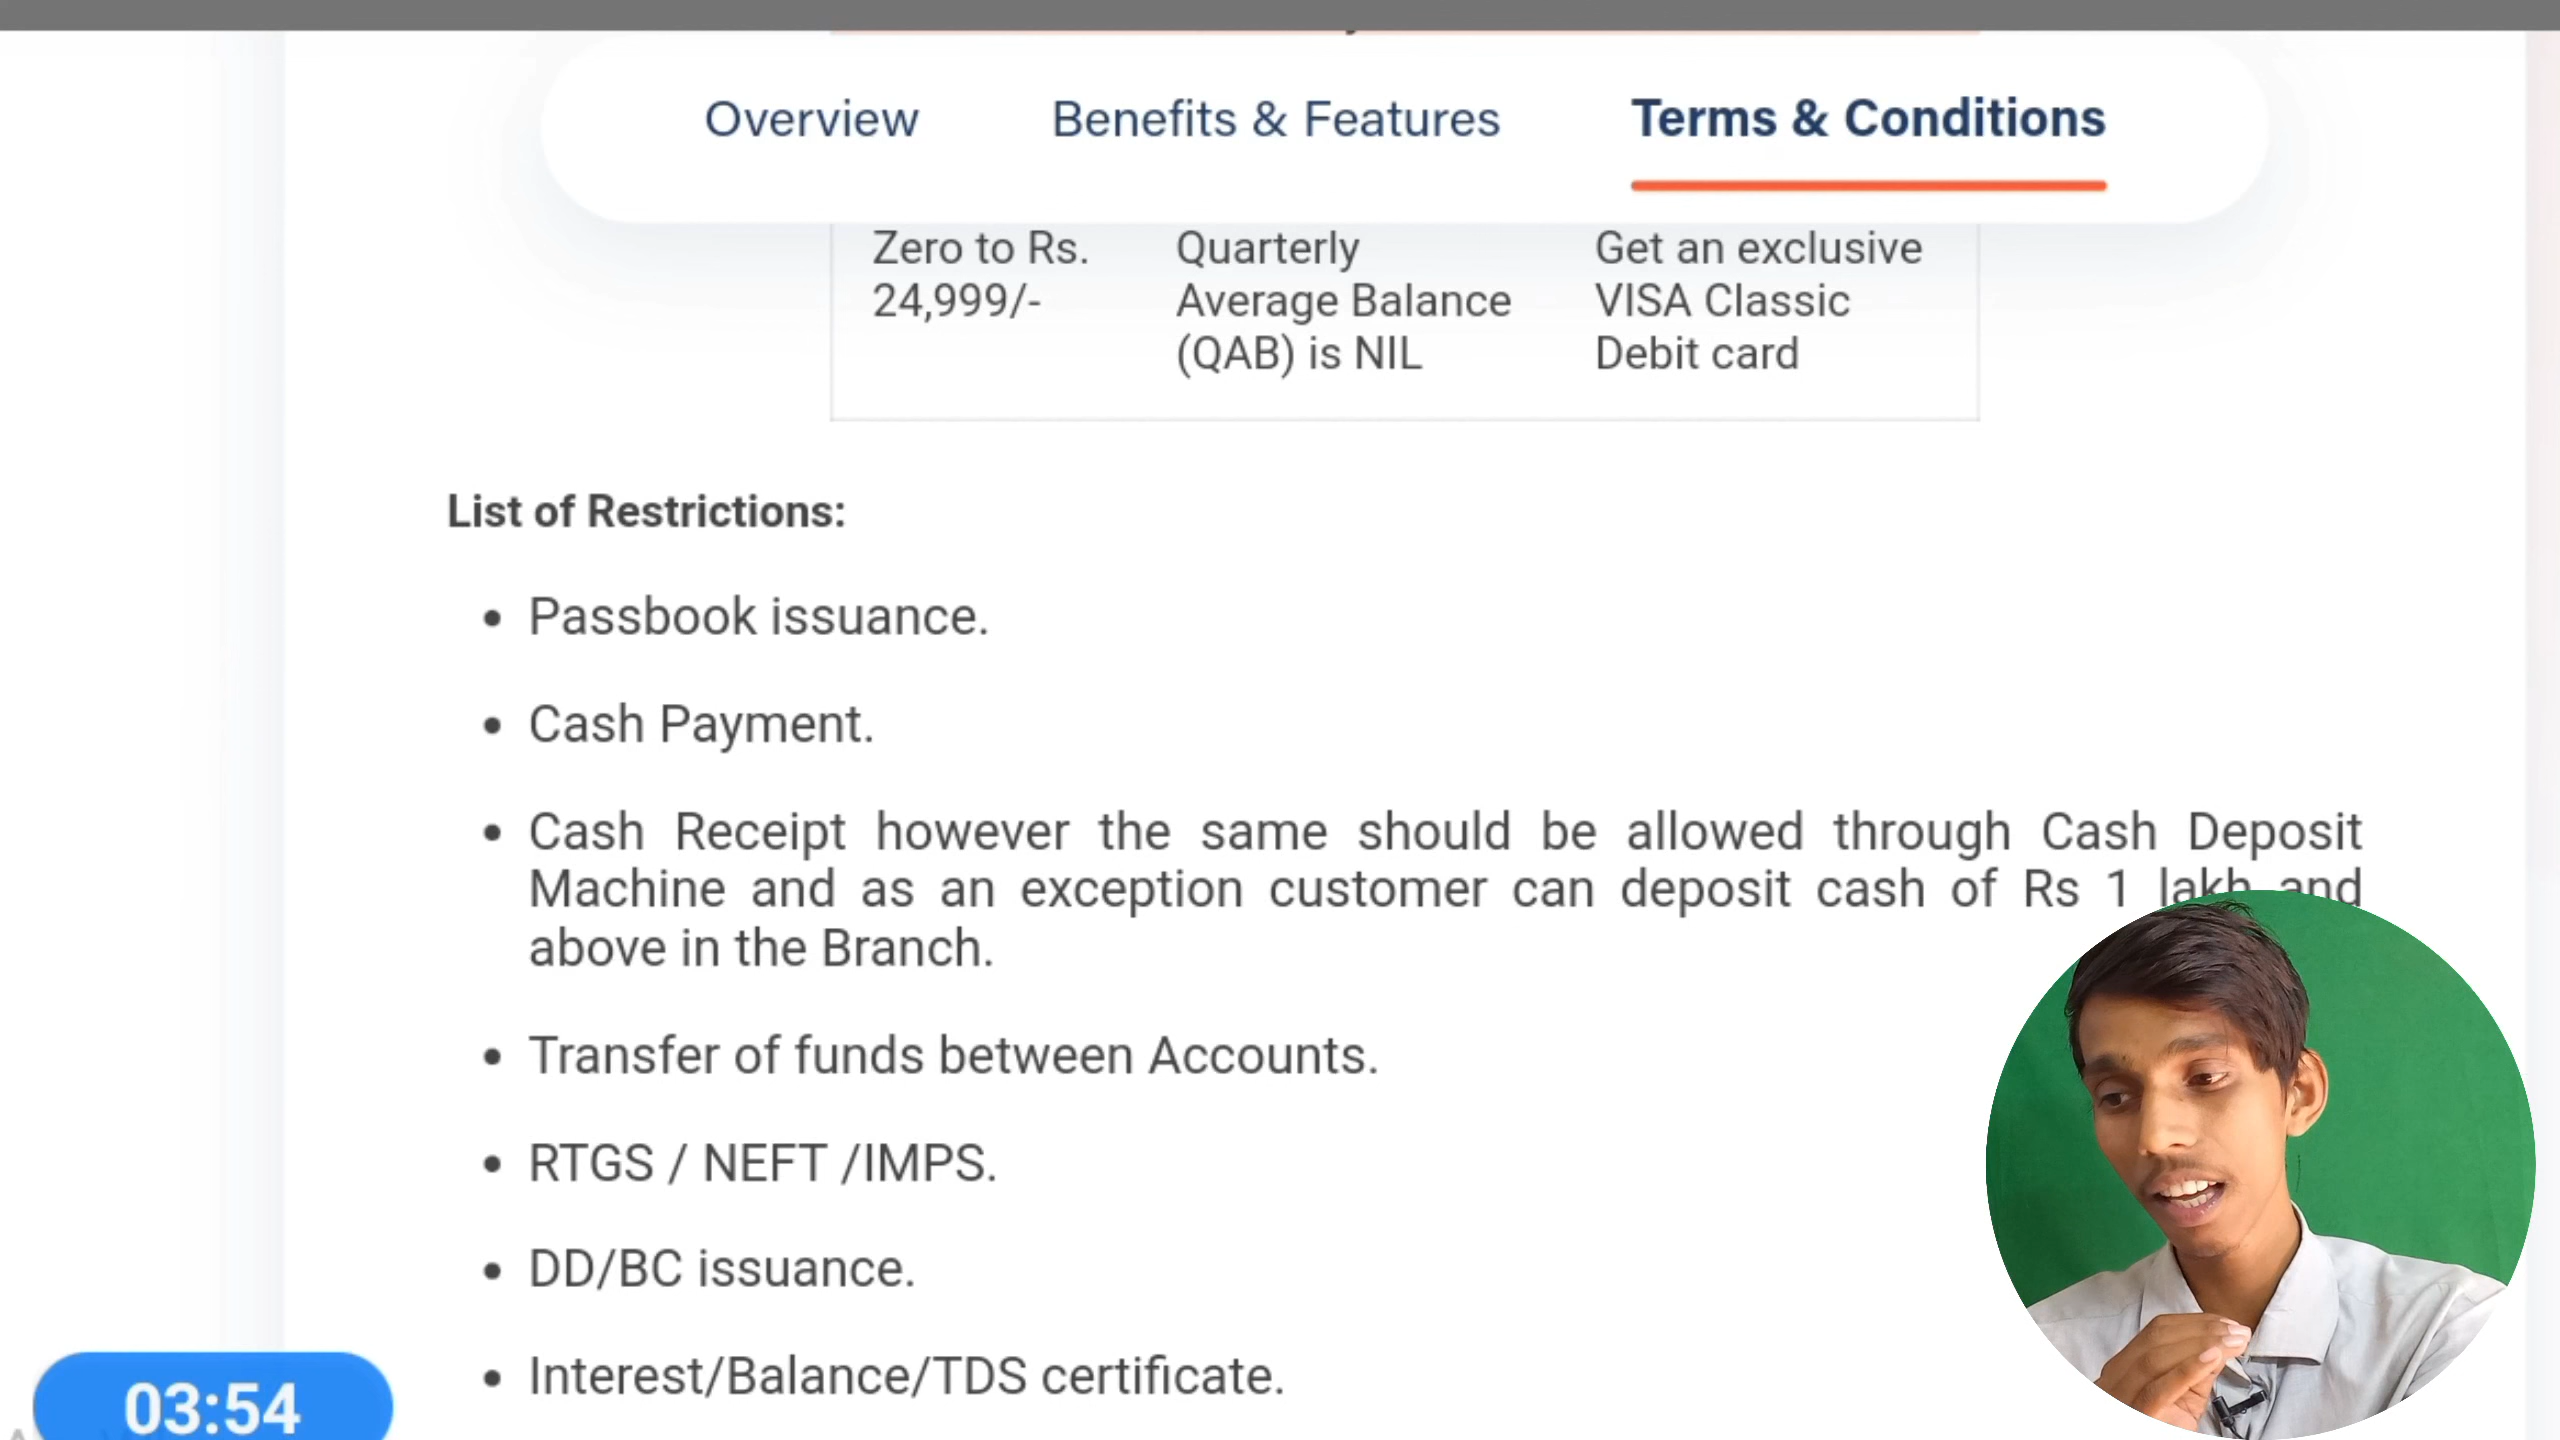 Overview Benefits & Features Terms & Conditions
Zero to Rs. Quarterly Get an exclusive
24,999/- Average Balance VISA Classic
(QAB) is NIL Debit card
List of Restrictions:
• Passbook issuance.
• Cash Payment.
• Cash Receipt however the same should be allowed through Cash Deposit
Machine and as an exception customer can deposit cash of Rs 1 lakh and
above in the Branch.
• Transfer of funds between Accounts.
• RTGS / NEFT /IMPS.
• DD/BC issuance.
• Interest/Balance/TDS certificate.
03:54